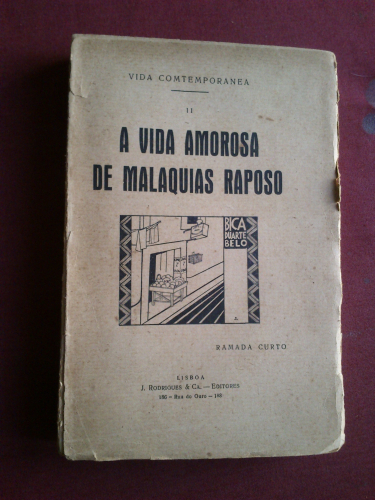 VIDA COMTEMPORANEA
II
A VIDA AMOROSA
DE MALAQUIAS RAPOSO
BICA
DUARTE
BELO
RAMADA CURTO
LISBOA
J. RODRIGUES & CA. — EDITORES
186 — Rua do Ouro — 188